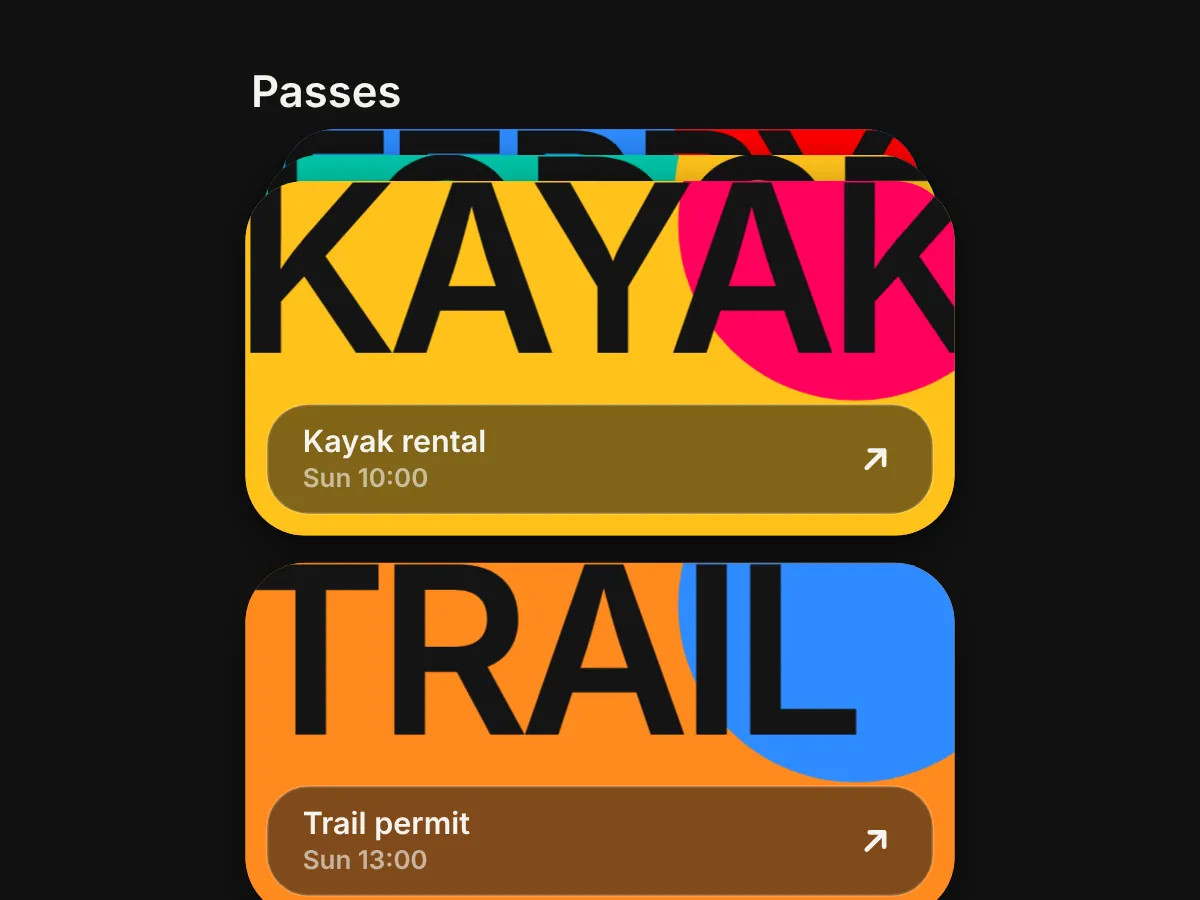 Passes
KAYAK
Kayak rental
Sun 10:00
TRAIL
Trail permit
Sun 13:00